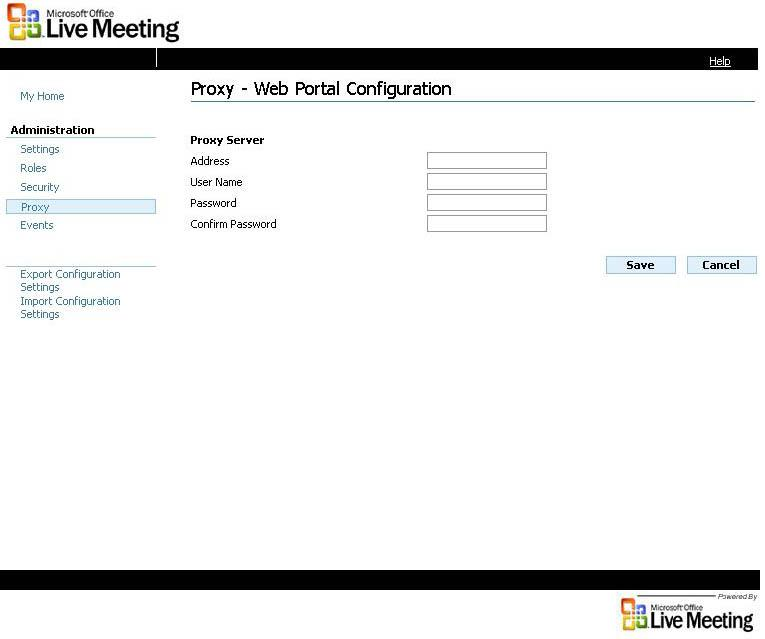 Microsoft Office
Live Meeting
Help
Proxy - Web Portal Configuration
My Home
Administration
Settings
Roles
Security
Proxy
Events
Export Configuration
Settings
Import Configuration
Settings
Proxy Server
Address
User Name
Password
Confirm Password
Save Cancel
Powered By
Microsoft Office
Live Meeting